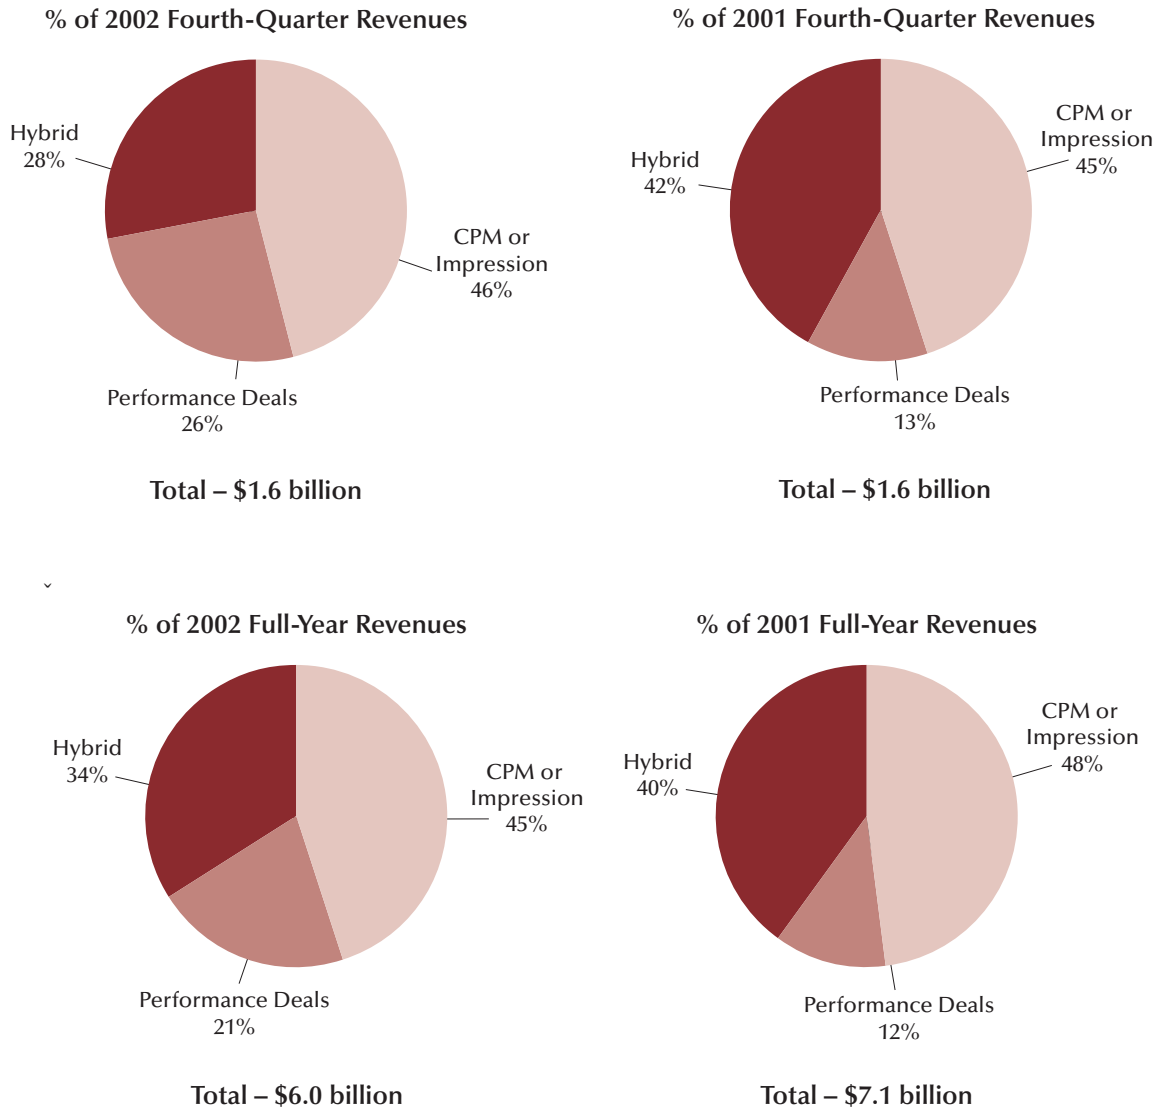 % of 2002 Fourth-Quarter Revenues
Hybrid
28%
CPM or
Impression
46%
Performance Deals
26%
Total – $1.6 billion
% of 2001 Fourth-Quarter Revenues
CPM or
Impression
45%
Hybrid
42%
Performance Deals
13%
Total – $1.6 billion
ˇ
% of 2002 Full-Year Revenues
Hybrid
34%
CPM or
Impression
45%
Performance Deals
21%
Total – $6.0 billion
% of 2001 Full-Year Revenues
CPM or
Impression
48%
Hybrid
40%
Performance Deals
12%
Total – $7.1 billion